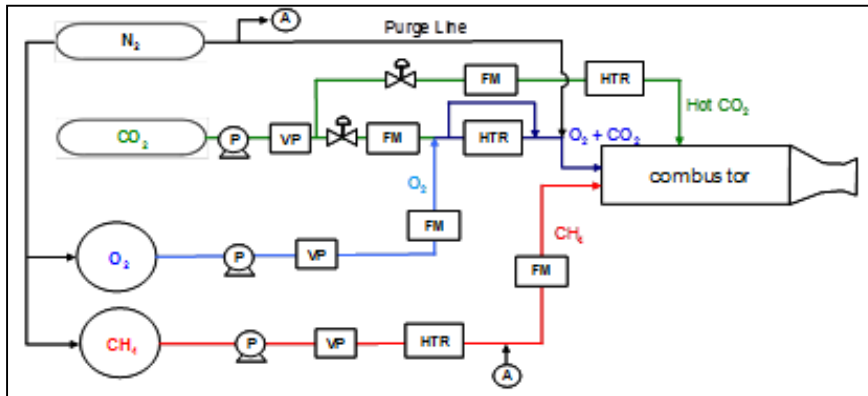 A
N₂
Purge Line
FM
HTR
Hot CO₂
CO₂
P
VP
FM
HTR
O₂ + CO₂
combustor
O₂
FM
CH₄
O₂
P
VP
FM
CH₄
P
VP
HTR
A